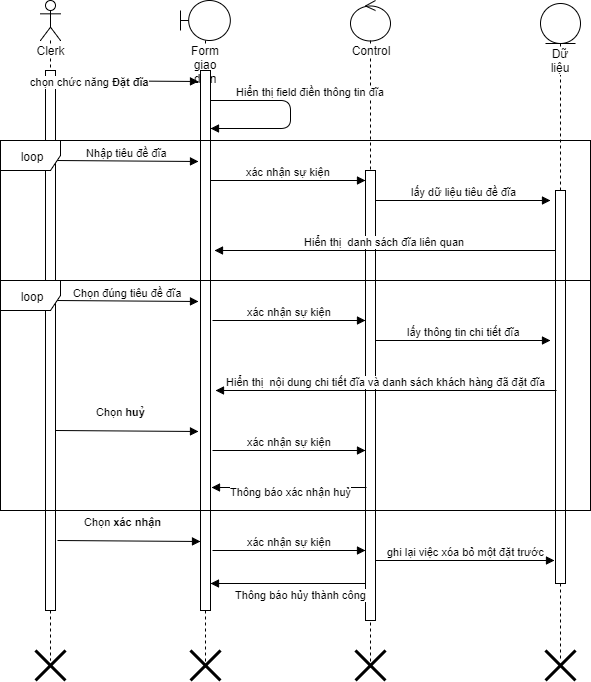 Clerk
Form
giao
diện
Control
Dữ
liệu
chọn chức năng Đặt đĩa
Hiển thị field điền thông tin đĩa
loop
Nhập tiêu đề đĩa
xác nhận sự kiện
lấy dữ liệu tiêu đề đĩa
Hiển thị danh sách đĩa liên quan
loop
Chọn đúng tiêu đề đĩa
xác nhận sự kiện
lấy thông tin chi tiết đĩa
Hiển thị nội dung chi tiết đĩa và danh sách khách hàng đã đặt đĩa
Chọn huỷ
xác nhận sự kiện
Thông báo xác nhận huỷ
Chọn xác nhận
xác nhận sự kiện
ghi lại việc xóa bỏ một đặt trước
Thông báo hủy thành công